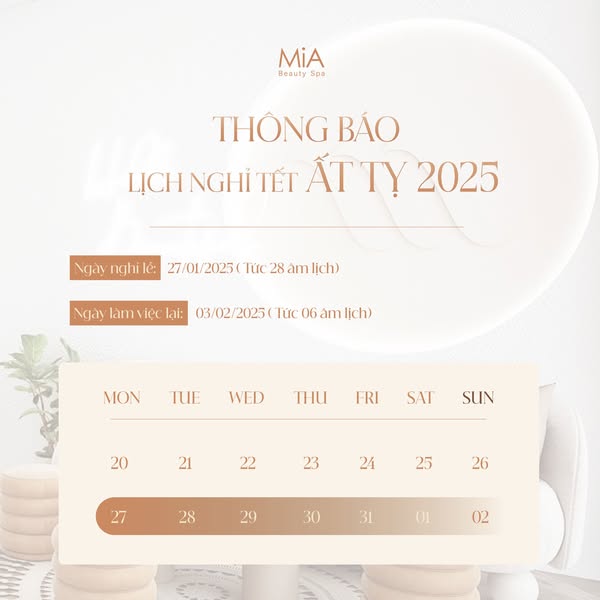 MiA
Beauty Spa
THÔNG BÁO
LỊCH NGHỈ TẾT ẤT TỴ 2025
Ngày nghỉ lễ: 27/01/2025 ( Tức 28 âm lịch)
Ngày làm việc lại: 03/02/2025 ( Tức 06 âm lịch)
MON TUE WED THU FRI SAT SUN
20 21 22 23 24 25 26
27 28 29 30 31 01 02